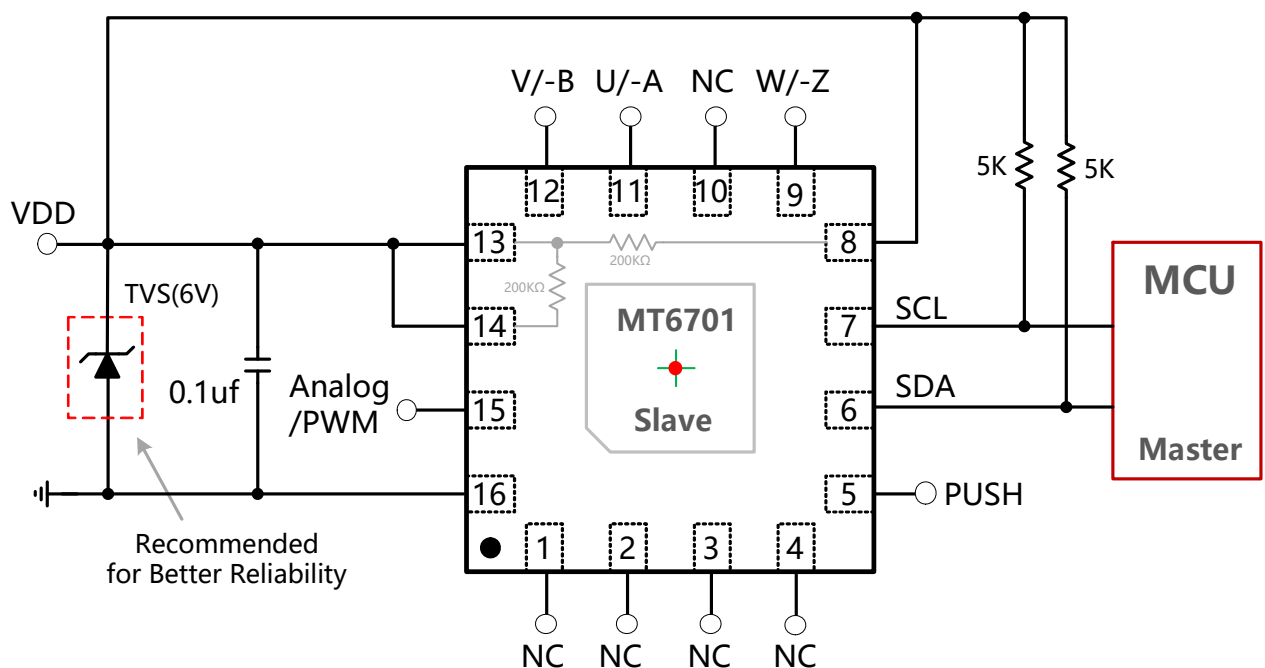 V/-B U/-A NC W/-Z
12 11 10 9
5K 5K
VDD
13 8
200KΩ
200KΩ
TVS(6V)
14 7
SCL
MCU
MT6701
0.1uf
Analog
/PWM
15 6
SDA
Slave
Master
16 5
PUSH
Recommended
for Better Reliability
1 2 3 4
NC NC NC NC